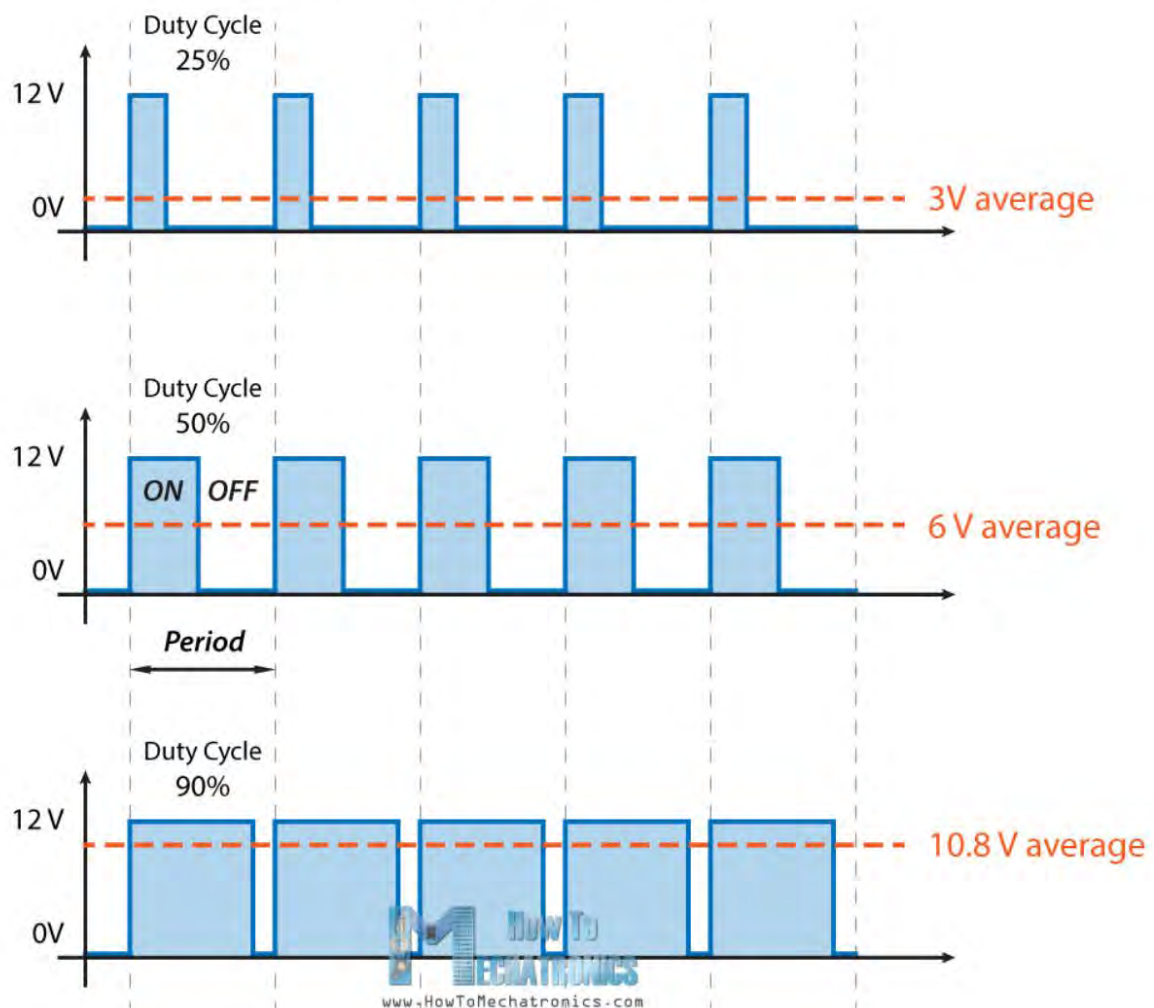 Duty Cycle
25%
12 V
0V
3V average
Duty Cycle
50%
12 V
ON OFF
6 V average
0V
Period
Duty Cycle
90%
12 V
10.8 V average
0V
How To
MECHATRONICS
www.HowToMechatronics.com